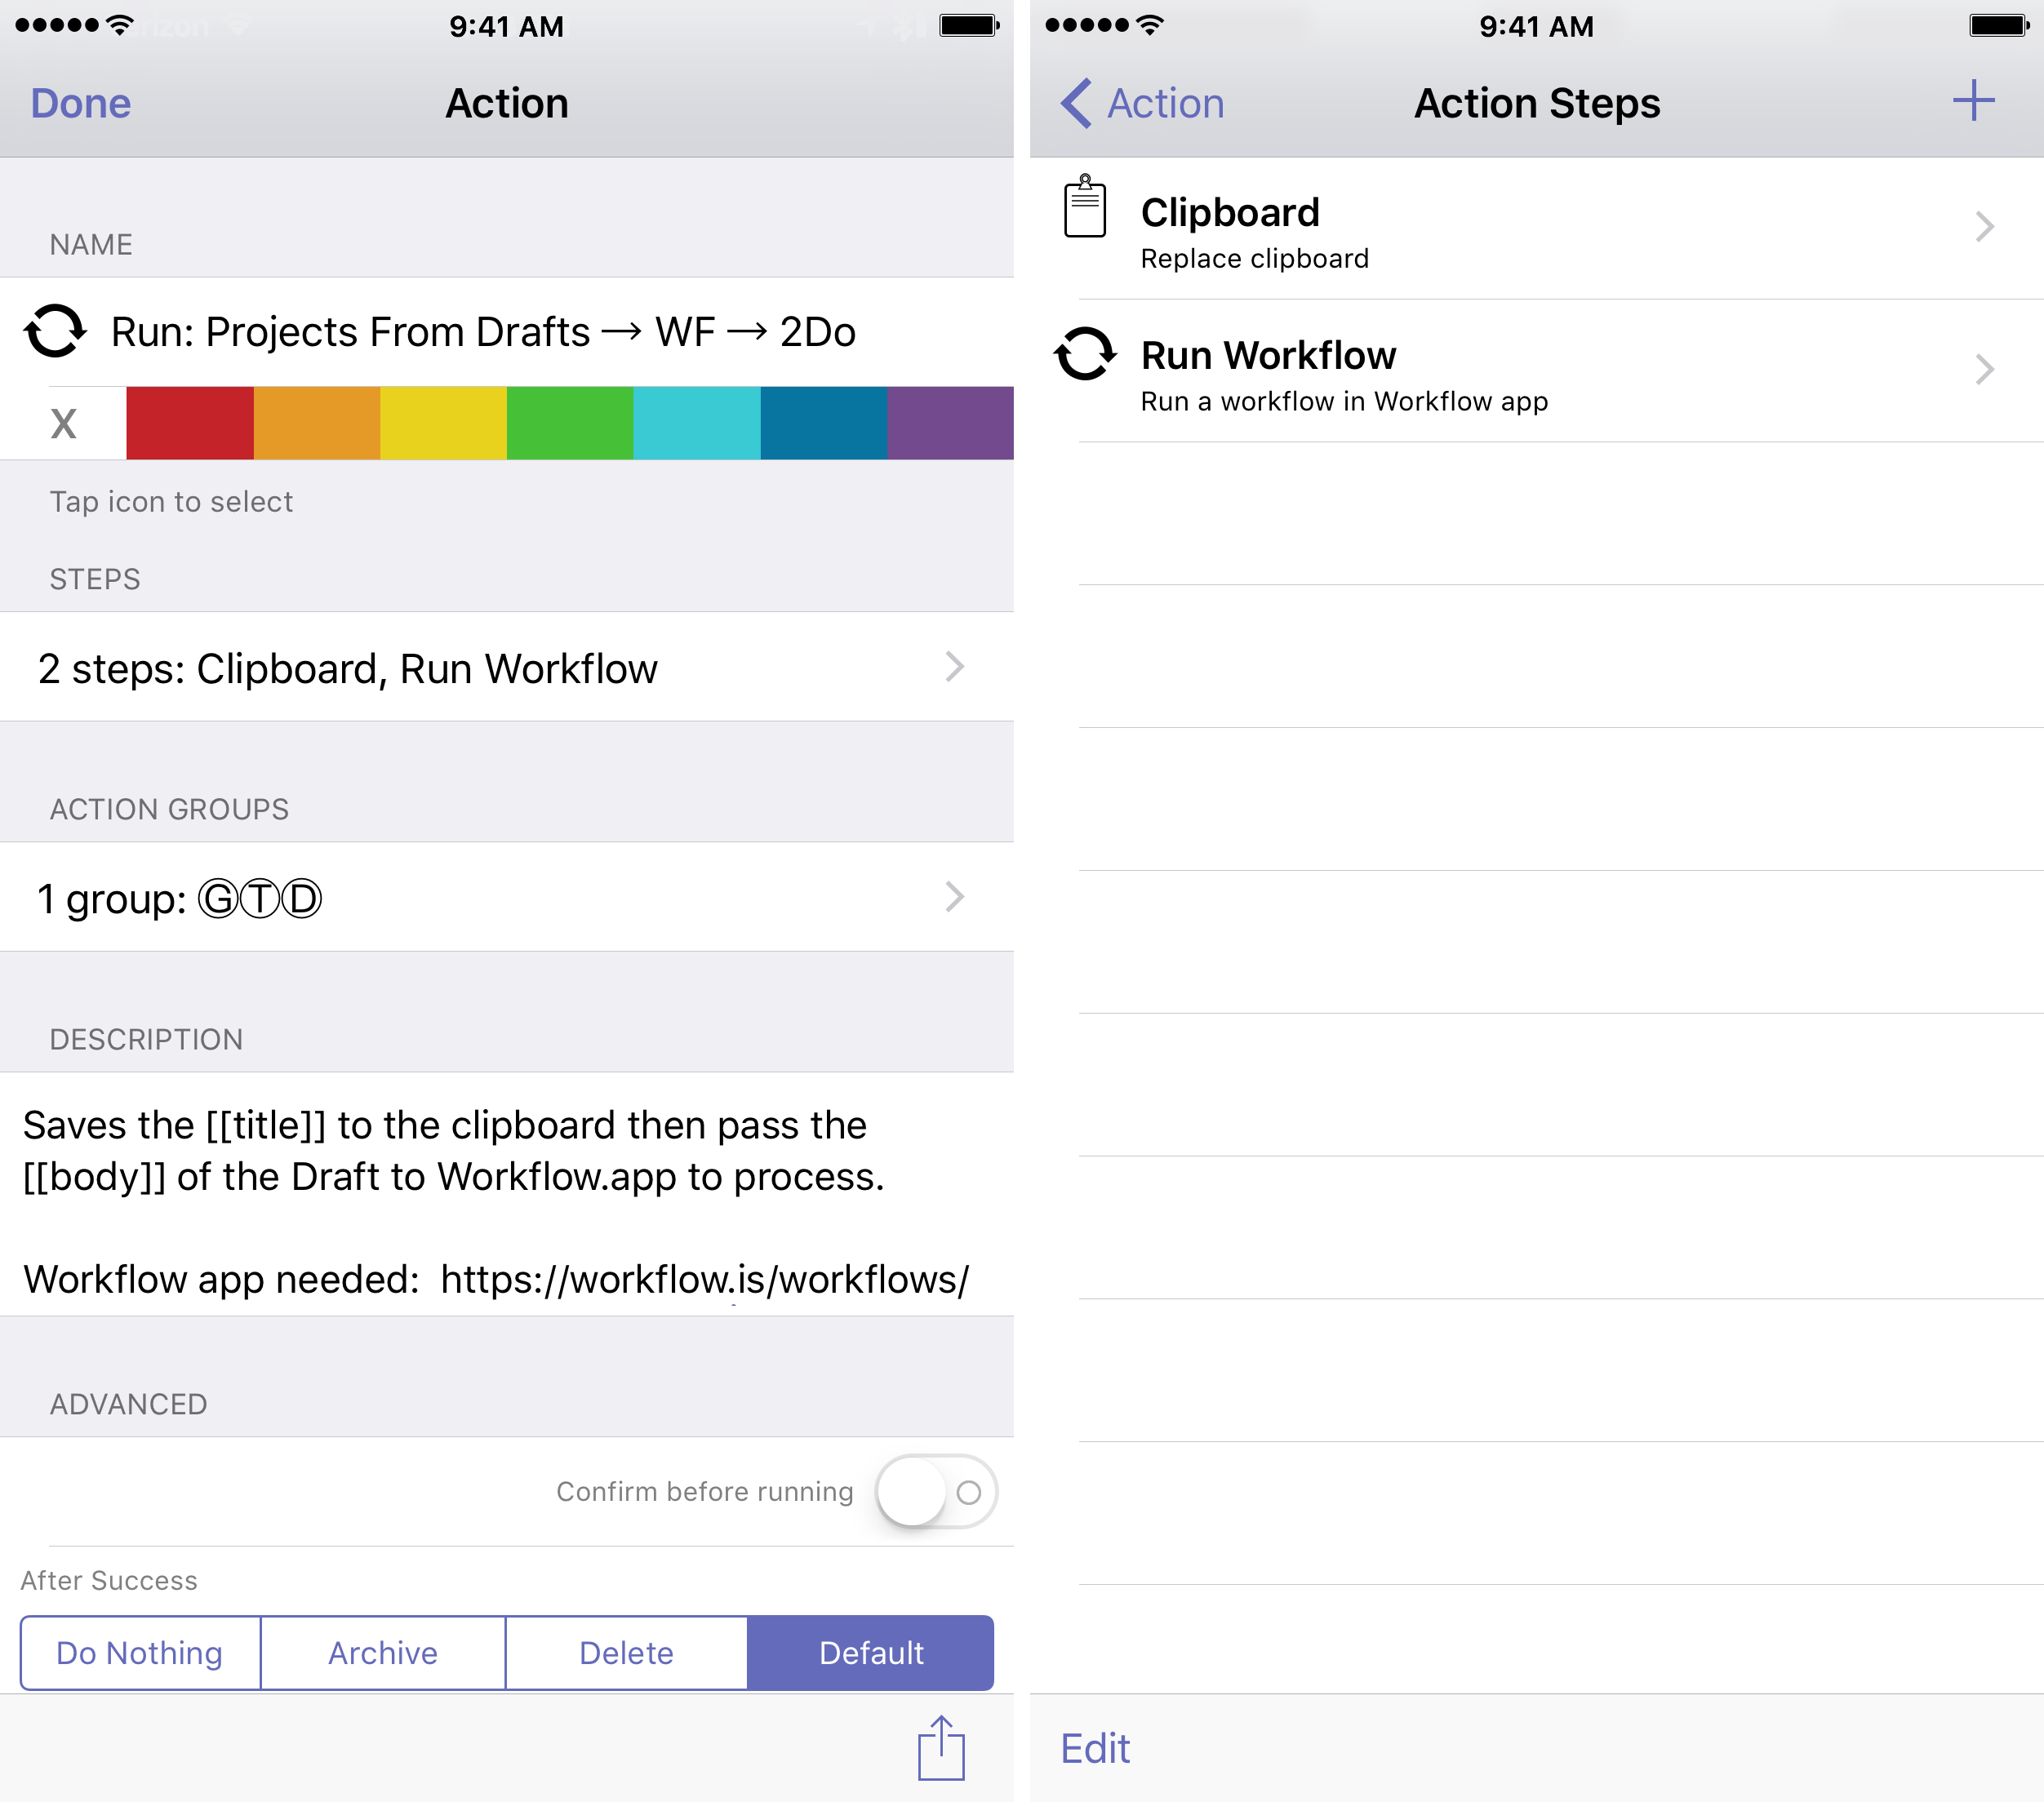 9:41 AM
Done
Action
NAME
Run: Projects From Drafts → WF → 2Do
X
Tap icon to select
STEPS
2 steps: Clipboard, Run Workflow
ACTION GROUPS
1 group: ⒼⓉⒹ
DESCRIPTION
Saves the [[title]] to the clipboard then pass the
[[body]] of the Draft to Workflow.app to process.
Workflow app needed:  https://workflow.is/workflows/
ADVANCED
Confirm before running
After Success
Do Nothing Archive Delete Default
9:41 AM
Action
Action Steps
Clipboard
Replace clipboard
Run Workflow
Run a workflow in Workflow app
Edit